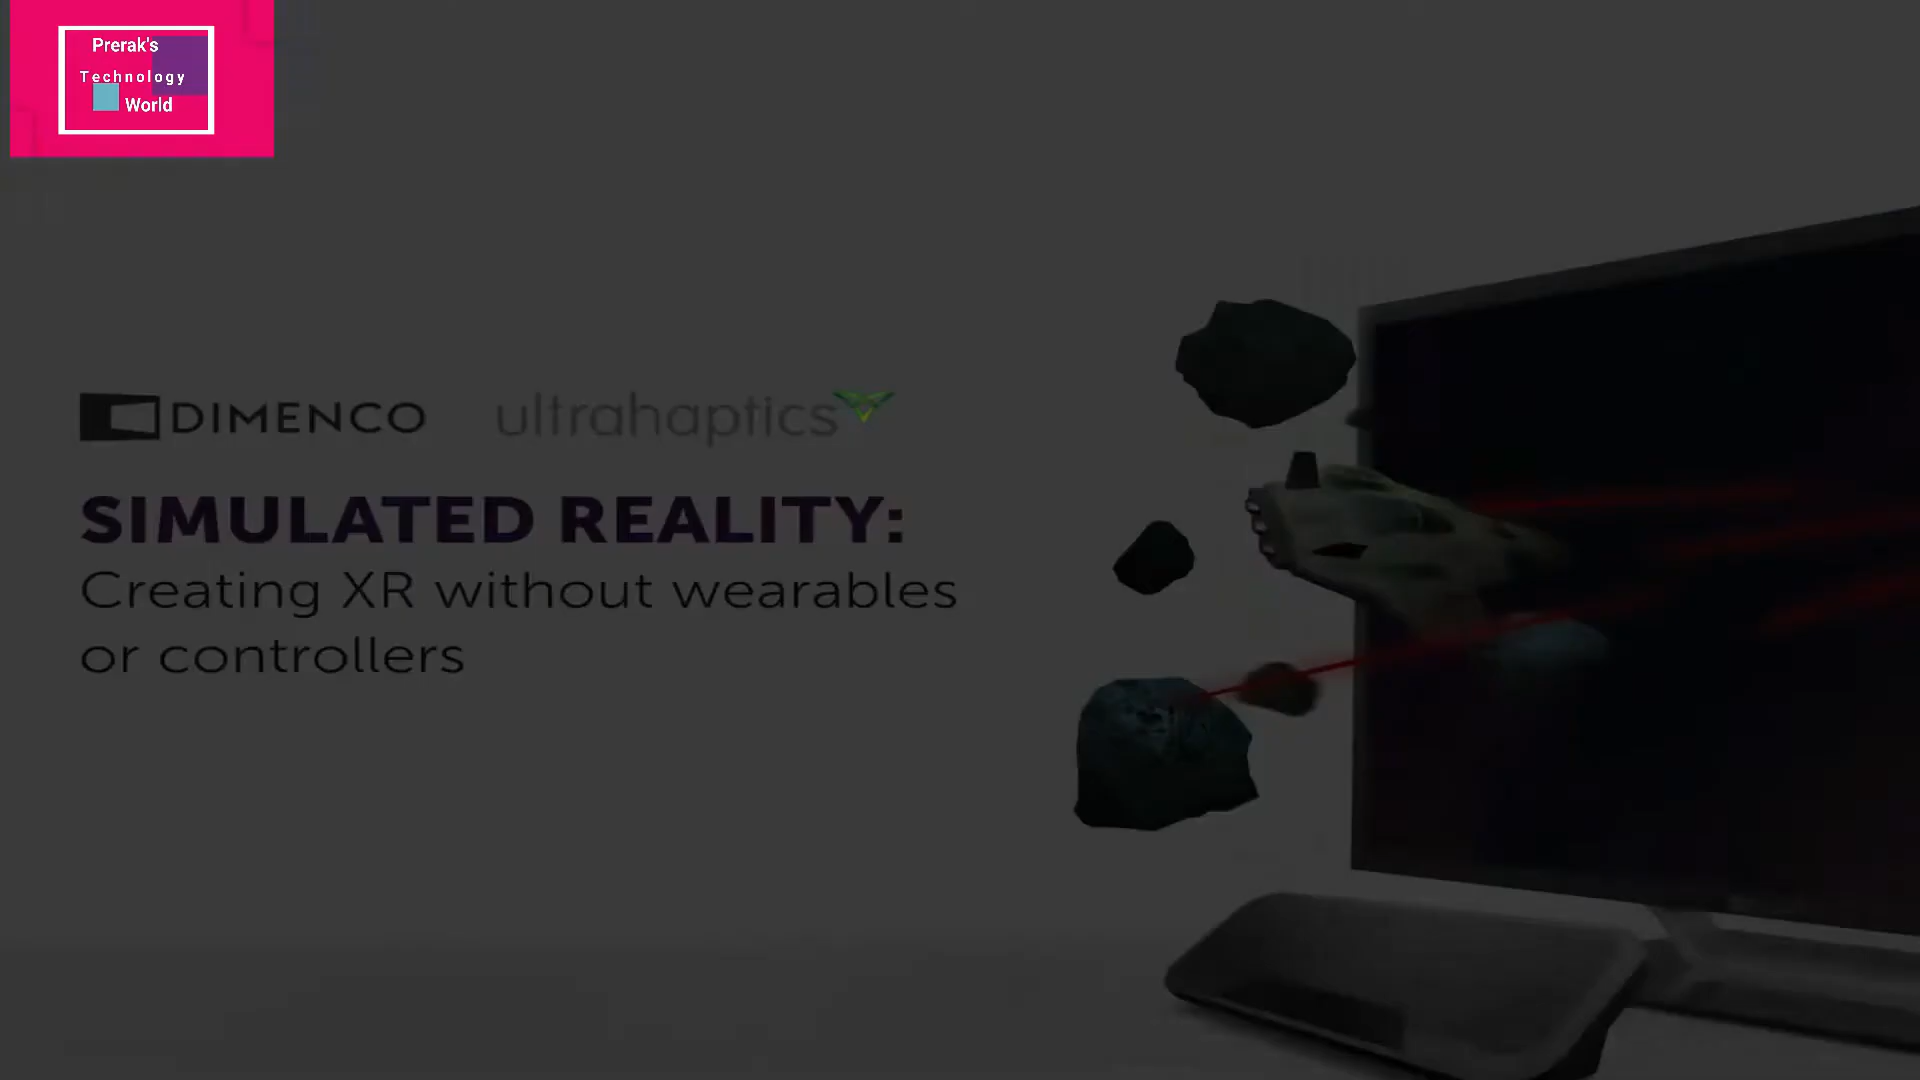 Prerak's
Technology
World
DIMENCO ultrahaptics
SIMULATED REALITY:
Creating XR without wearables
or controllers